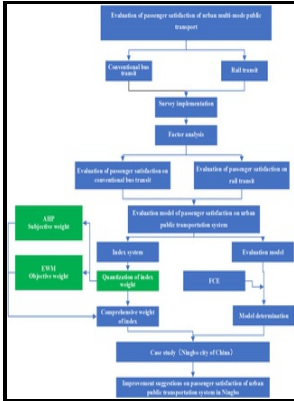 Evaluation of passenger satisfaction of urban multi-mode public
transport
Conventional bus
transit
Rail transit
Survey implementation
Factor analysis
Evaluation of passenger satisfaction on
conventional bus transit
Evaluation of passenger satisfaction on
rail transit
Evaluation model of passenger satisfaction on urban
public transportation system
AHP
Subjective weight
Index system
Evaluation model
EWM
Objective weight
Quantization of index
weight
FCE
Comprehensive weight
of index
Model determination
Case study（Ningbo city of China）
Improvement suggestions on passenger satisfaction of urban
public transportation system in Ningbo